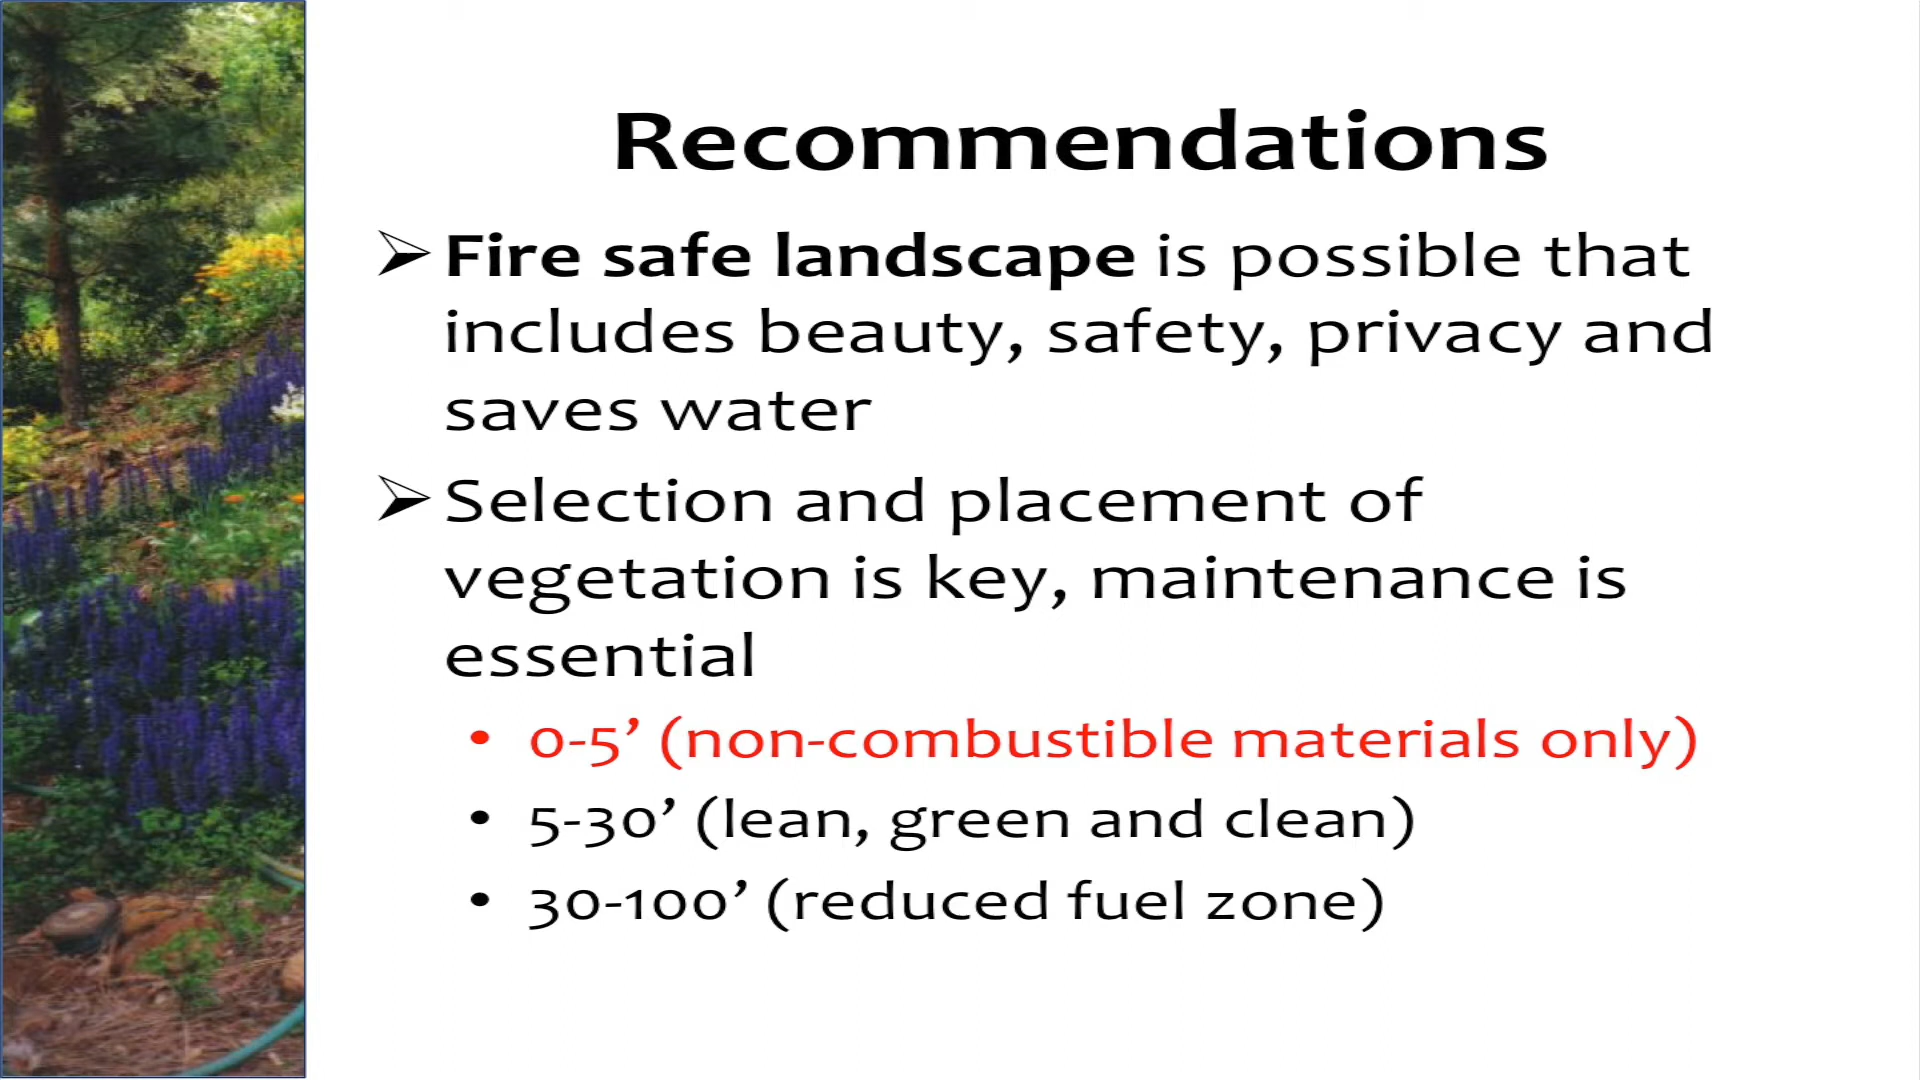 Recommendations
Fire safe landscape is possible that
includes beauty, safety, privacy and
saves water
Selection and placement of
vegetation is key, maintenance is
essential
• 0-5’ (non-combustible materials only)
• 5-30’ (lean, green and clean)
• 30-100’ (reduced fuel zone)